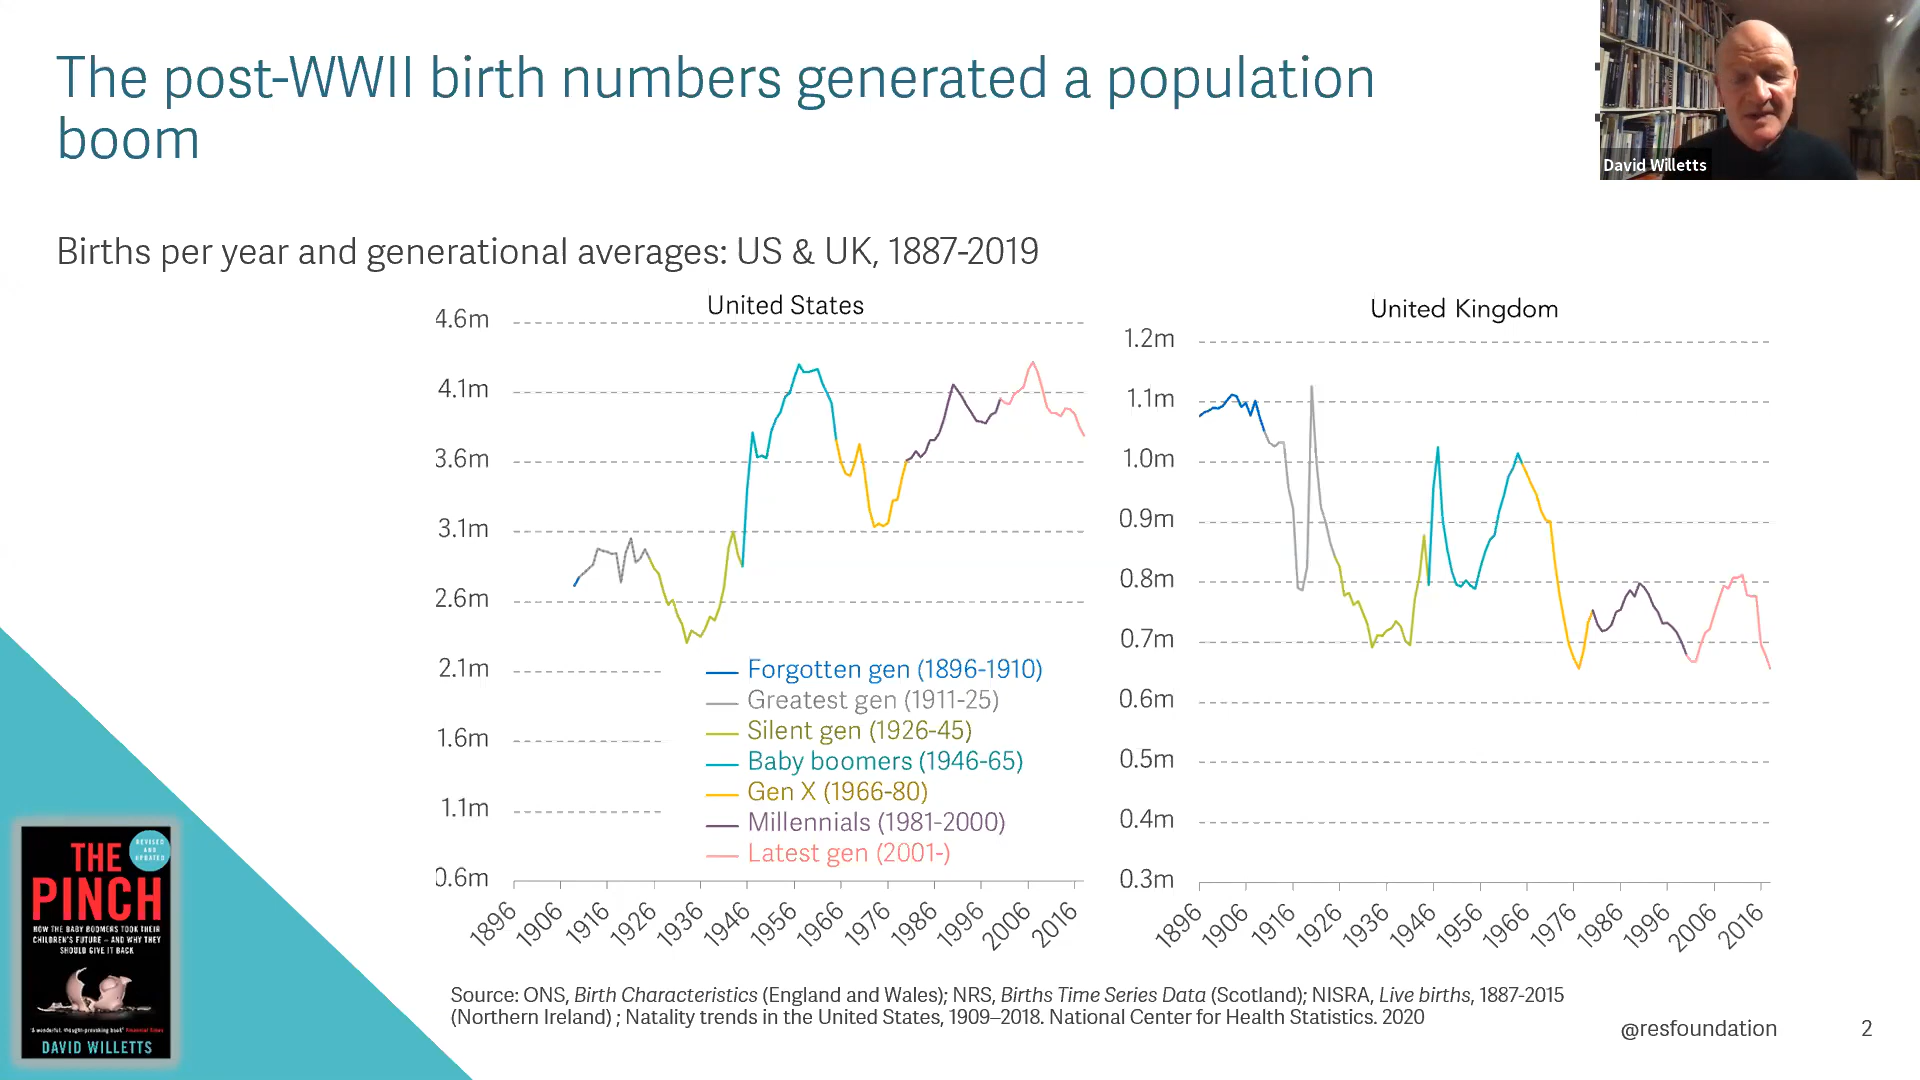 The post-WWII birth numbers generated a population
boom
David Willetts
Births per year and generational averages: US & UK, 1887-2019
United States
4.6m
4.1m
3.6m
3.1m
2.6m
2.1m
1.6m
1.1m
0.6m
1896
1906
1916
1926
1936
1946
1956
1966
1976
1986
1996
2006
2016
Forgotten gen (1896-1910)
Greatest gen (1911-25)
Silent gen (1926-45)
Baby boomers (1946-65)
Gen X (1966-80)
Millennials (1981-2000)
Latest gen (2001-)
United Kingdom
1.2m
1.1m
1.0m
0.9m
0.8m
0.7m
0.6m
0.5m
0.4m
0.3m
1896
1906
1916
1926
1936
1946
1956
1966
1976
1986
1996
2006
2016
THE
PINCH
REVISED
AND
UPDATED
HOW THE BABY BOOMERS TOOK THEIR
CHILDREN'S FUTURE – AND WHY THEY
SHOULD GIVE IT BACK
'A wonderful, thought-provoking book' Financial Times
DAVID WILLETTS
Source: ONS, Birth Characteristics (England and Wales); NRS, Births Time Series Data (Scotland); NISRA, Live births, 1887-2015
(Northern Ireland) ; Natality trends in the United States, 1909–2018. National Center for Health Statistics. 2020
@resfoundation
2